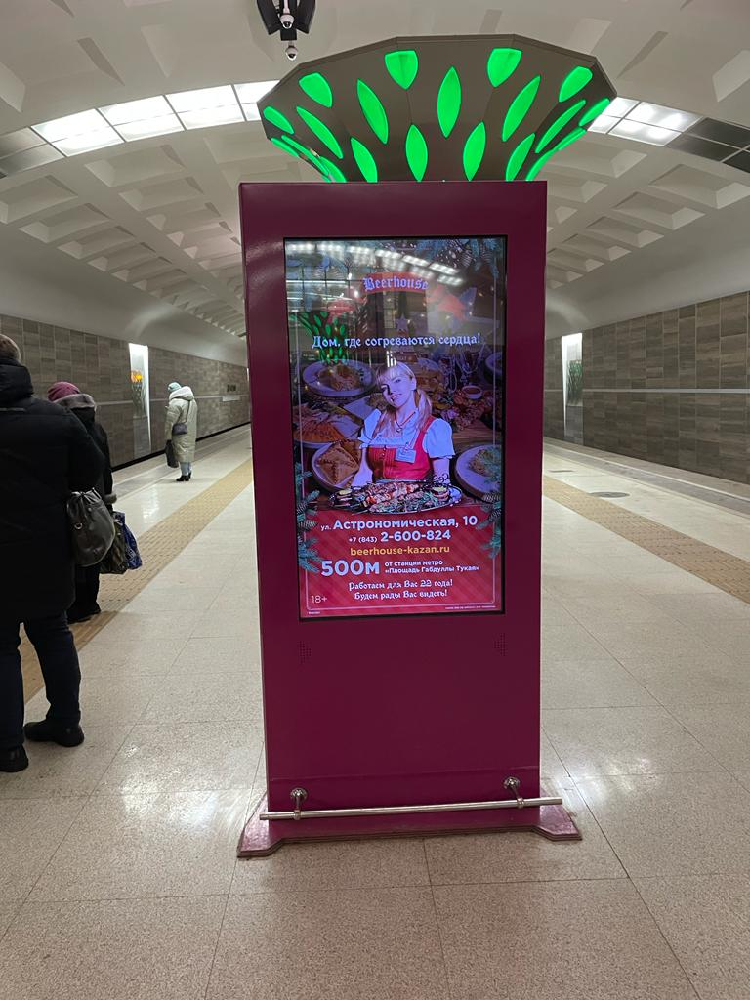 Beerhouse
Дом, где согреваются сердца!
ул. Астрономическая, 10
+7 (843) 2-600-824
beerhouse-kazan.ru
500м от станции метро
«Площадь Габдуллы Тукая»
Работаем для Вас 22 года!
Будем рады Вас видеть!
18+